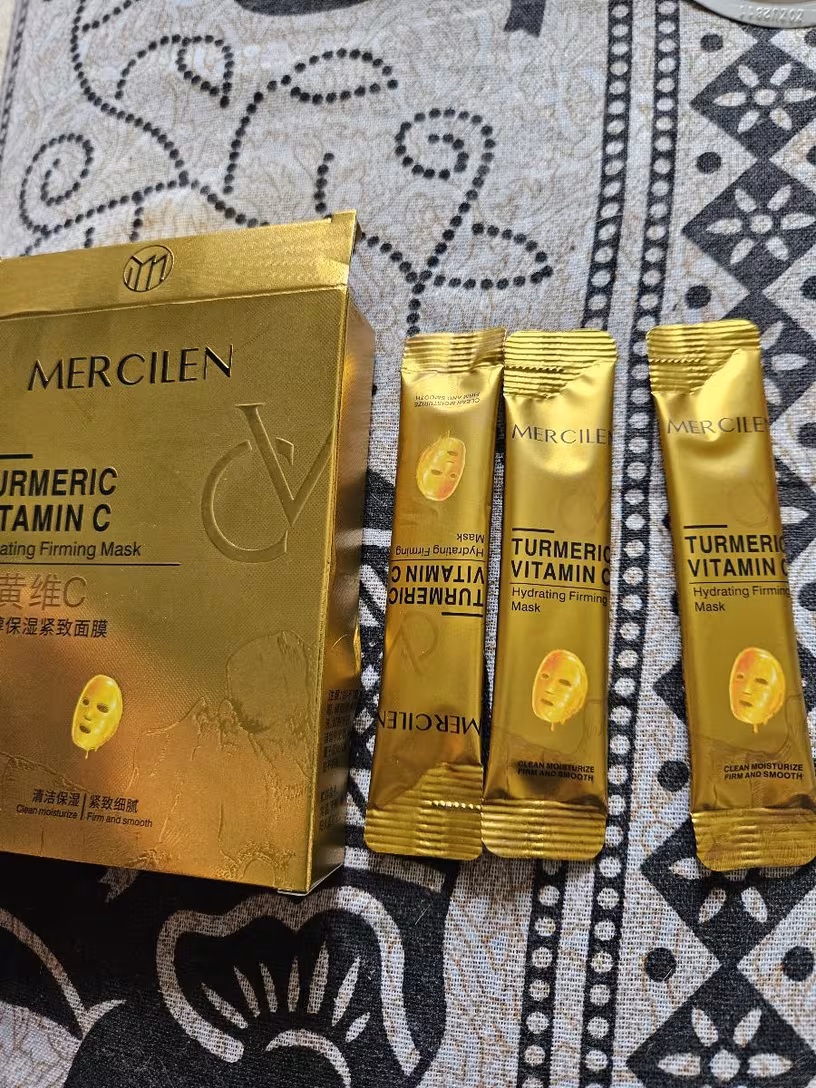 MERCILEN
URMERIC
TAMIN C
ating Firming Mask
黄维C
保湿紧致面膜
清洁保湿 | 紧致细腻
Clean moisturize | Firm and smooth
CLEAN MOISTURIZE
FIRM AND SMOOTH
Hydrating Firming
Mask
TURMERIC
VITAMIN C
MERCILEN
MERCILEN
TURMERIC
VITAMIN C
Hydrating Firming
Mask
CLEAN MOISTURIZE
FIRM AND SMOOTH
MERCILEN
TURMERIC
VITAMIN C
Hydrating Firming
Mask
CLEAN MOISTURIZE
FIRM AND SMOOTH